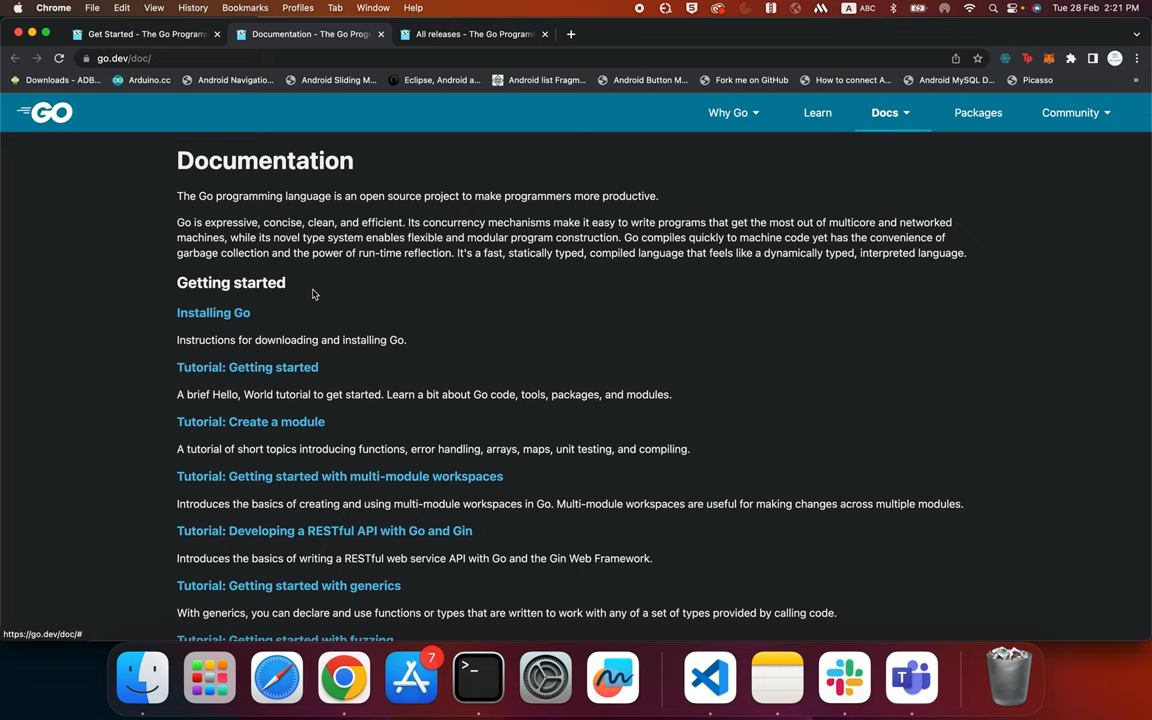 Chrome File Edit View History Bookmarks Profiles Tab Window Help A ABC Tue 28 Feb 2:21 PM
Get Started - The Go Programm Documentation - The Go Prog All releases - The Go Programm
go.dev/doc/
Downloads - ADB... Arduino.cc Android Navigatio... Android Sliding M... Eclipse, Android a... Android list Fragm... Android Button M... Fork me on GitHub How to connect A... Android MySQL D... Picasso »
GO Why Go Learn Docs Packages Community
Documentation
The Go programming language is an open source project to make programmers more productive.
Go is expressive, concise, clean, and efficient. Its concurrency mechanisms make it easy to write programs that get the most out of multicore and networked
machines, while its novel type system enables flexible and modular program construction. Go compiles quickly to machine code yet has the convenience of
garbage collection and the power of run-time reflection. It's a fast, statically typed, compiled language that feels like a dynamically typed, interpreted language.
Getting started
Installing Go
Instructions for downloading and installing Go.
Tutorial: Getting started
A brief Hello, World tutorial to get started. Learn a bit about Go code, tools, packages, and modules.
Tutorial: Create a module
A tutorial of short topics introducing functions, error handling, arrays, maps, unit testing, and compiling.
Tutorial: Getting started with multi-module workspaces
Introduces the basics of creating and using multi-module workspaces in Go. Multi-module workspaces are useful for making changes across multiple modules.
Tutorial: Developing a RESTful API with Go and Gin
Introduces the basics of writing a RESTful web service API with Go and the Gin Web Framework.
Tutorial: Getting started with generics
With generics, you can declare and use functions or types that are written to work with any of a set of types provided by calling code.
Tutorial: Getting started with fuzzing
https://go.dev/doc/#
7